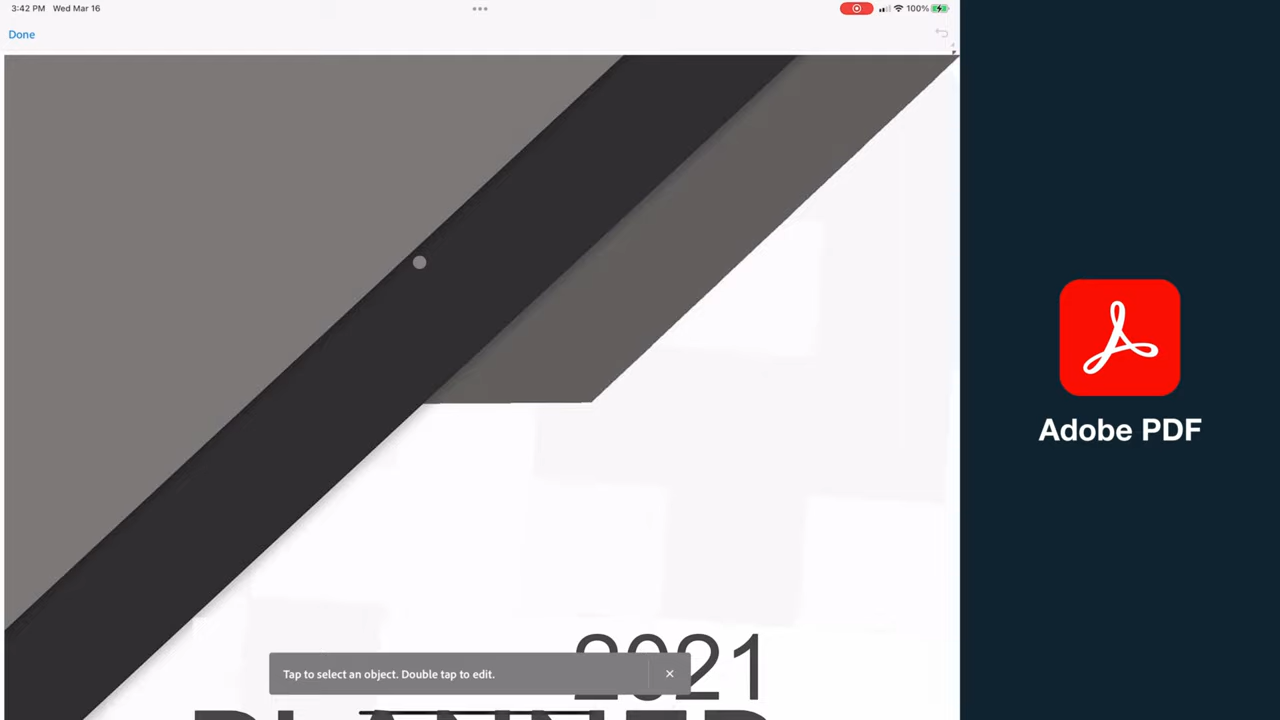 3:42 PM Wed Mar 16
100%
Done
Adobe PDF
2021
Tap to select an object. Double tap to edit.
PLANNER